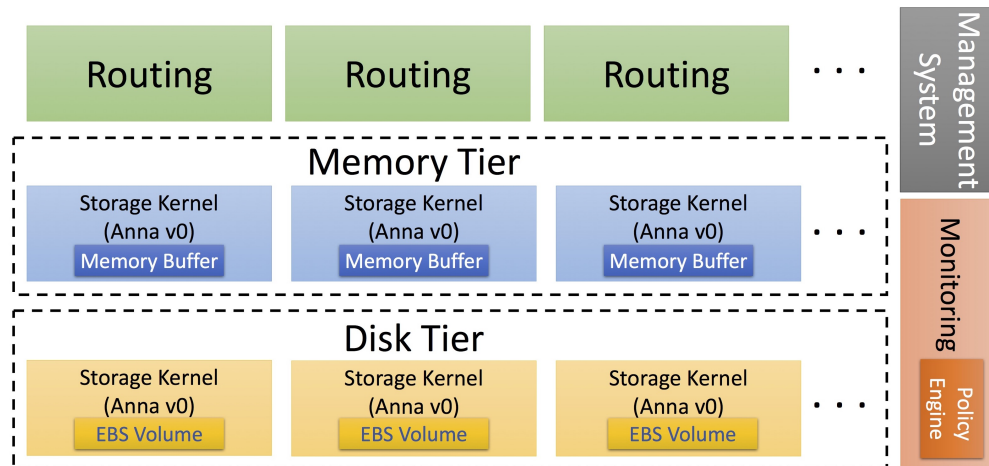 Routing
Routing
Routing
. . .
Memory Tier
Storage Kernel
(Anna v0)
Memory Buffer
Storage Kernel
(Anna v0)
Memory Buffer
Storage Kernel
(Anna v0)
Memory Buffer
. . .
Disk Tier
Storage Kernel
(Anna v0)
EBS Volume
Storage Kernel
(Anna v0)
EBS Volume
Storage Kernel
(Anna v0)
EBS Volume
. . .
Management
System
Monitoring
Policy
Engine